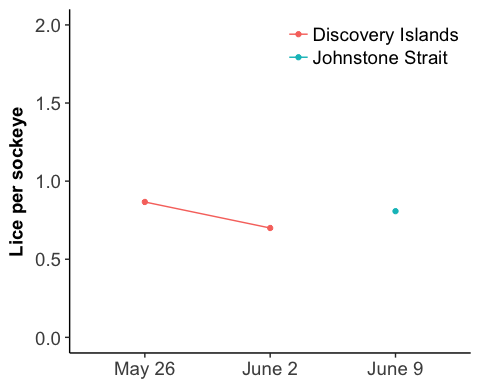 Discovery Islands
Johnstone Strait
2.0
1.5
1.0
0.5
0.0
Lice per sockeye
May 26
June 2
June 9